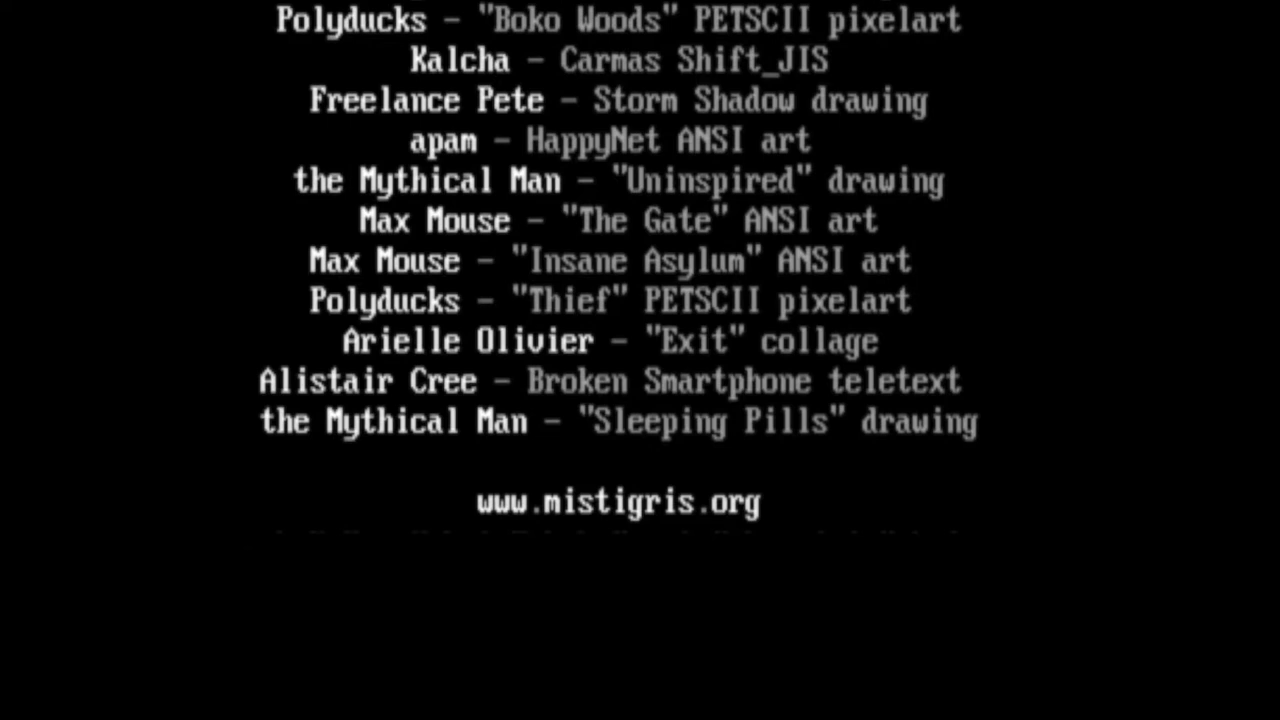 Polyducks - "Boko Woods" PETSCII pixelart
Kalcha - Carmas Shift_JIS
Freelance Pete - Storm Shadow drawing
apam - HappyNet ANSI art
the Mythical Man - "Uninspired" drawing
Max Mouse - "The Gate" ANSI art
Max Mouse - "Insane Asylum" ANSI art
Polyducks - "Thief" PETSCII pixelart
Arielle Olivier - "Exit" collage
Alistair Cree - Broken Smartphone teletext
the Mythical Man - "Sleeping Pills" drawing
www.mistigris.org